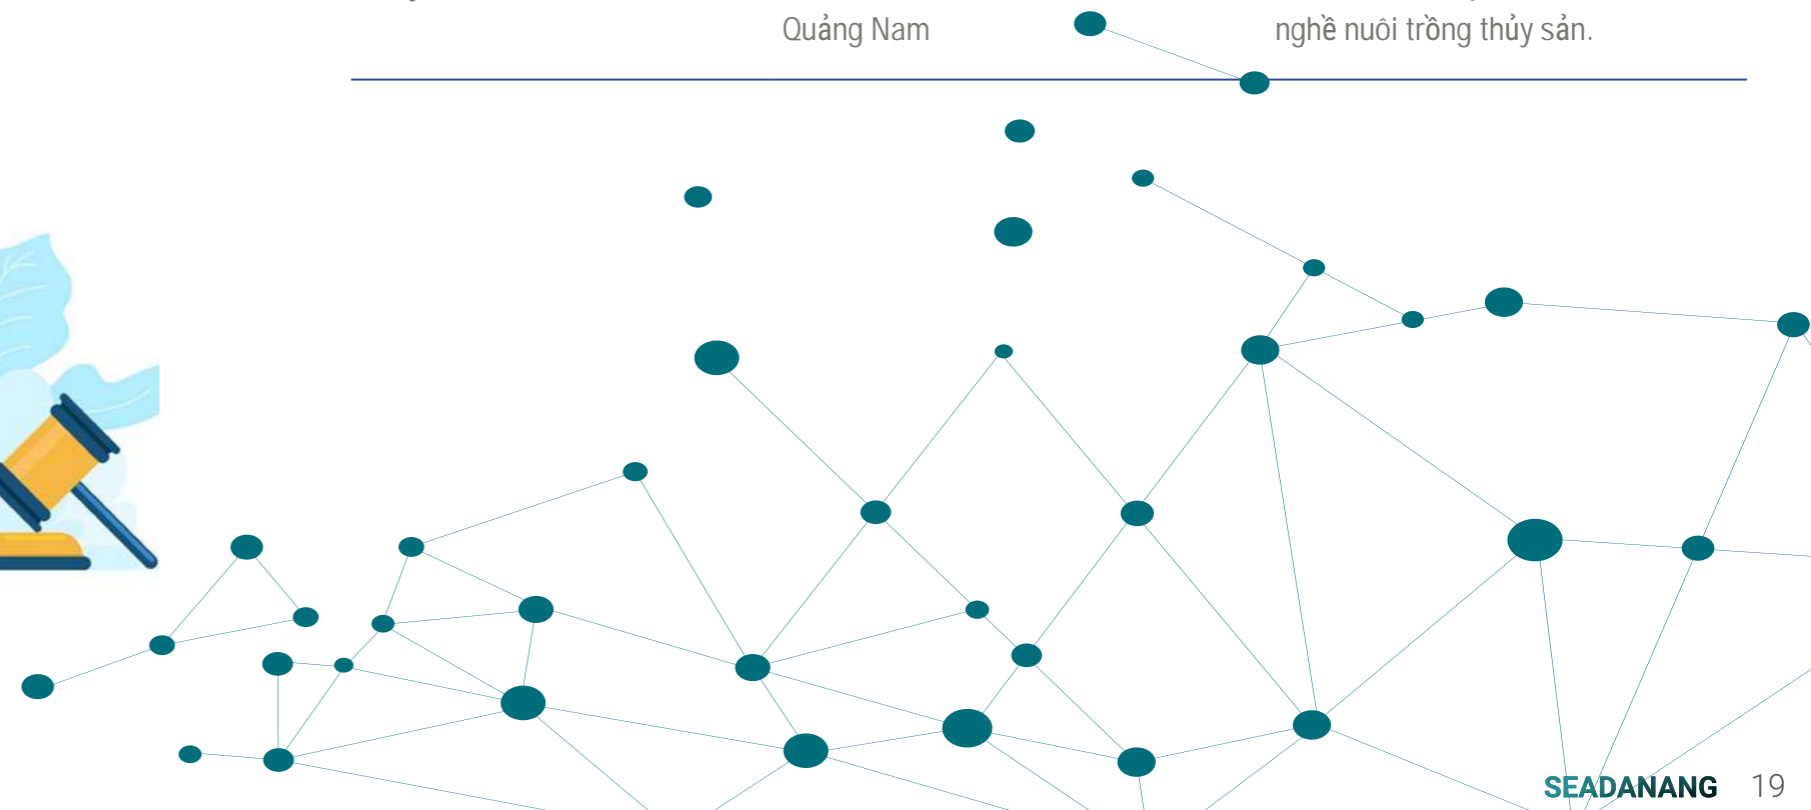 Quảng Nam
nghề nuôi trồng thủy sản.
SEADANANG 19